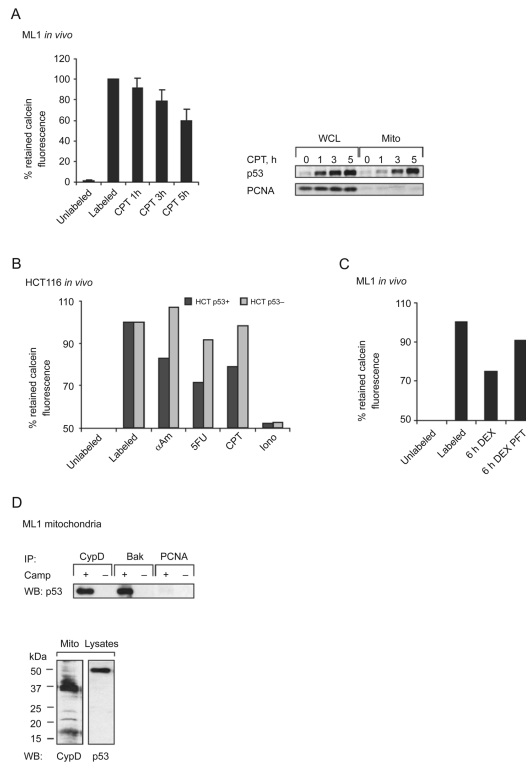 A
ML1 in vivo
% retained calcein
fluorescence
120
100
80
60
40
20
0
Unlabeled
Labeled
CPT 1h
CPT 3h
CPT 5h
WCL Mito
CPT, h 0 1 3 5 0 1 3 5
p53
PCNA
B
HCT116 in vivo
HCT p53+ HCT p53–
% retained calcein
fluorescence
110
90
70
50
Unlabeled
Labeled
αAm
5FU
CPT
Iono
C
ML1 in vivo
% retained calcein
fluorescence
110
90
70
50
Unlabeled
Labeled
6 h DEX
6 h DEX PFT
D
ML1 mitochondria
IP: CypD Bak PCNA
Camp + – + – + –
WB: p53
Mito Lysates
kDa
50
37
25
20
15
WB: CypD p53